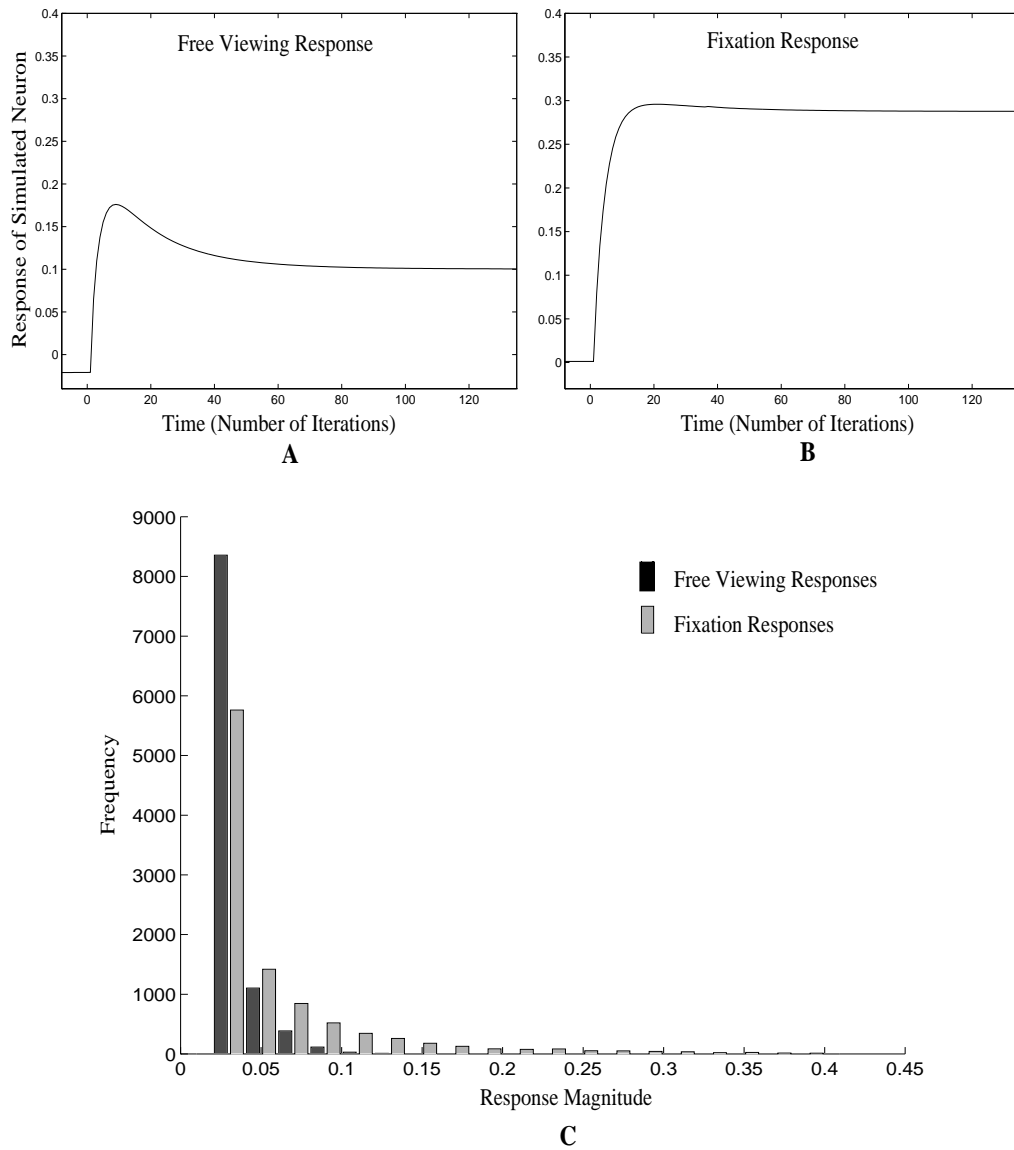 Free Viewing Response
Response of Simulated Neuron
0.4
0.35
0.3
0.25
0.2
0.15
0.1
0.05
0
0 20 40 60 80 100 120
Time (Number of Iterations)
A
Fixation Response
0.4
0.35
0.3
0.25
0.2
0.15
0.1
0.05
0
0 20 40 60 80 100 120
Time (Number of Iterations)
B
9000
8000
7000
6000
5000
4000
3000
2000
1000
0
Frequency
Free Viewing Responses
Fixation Responses
0 0.05 0.1 0.15 0.2 0.25 0.3 0.35 0.4 0.45
Response Magnitude
C